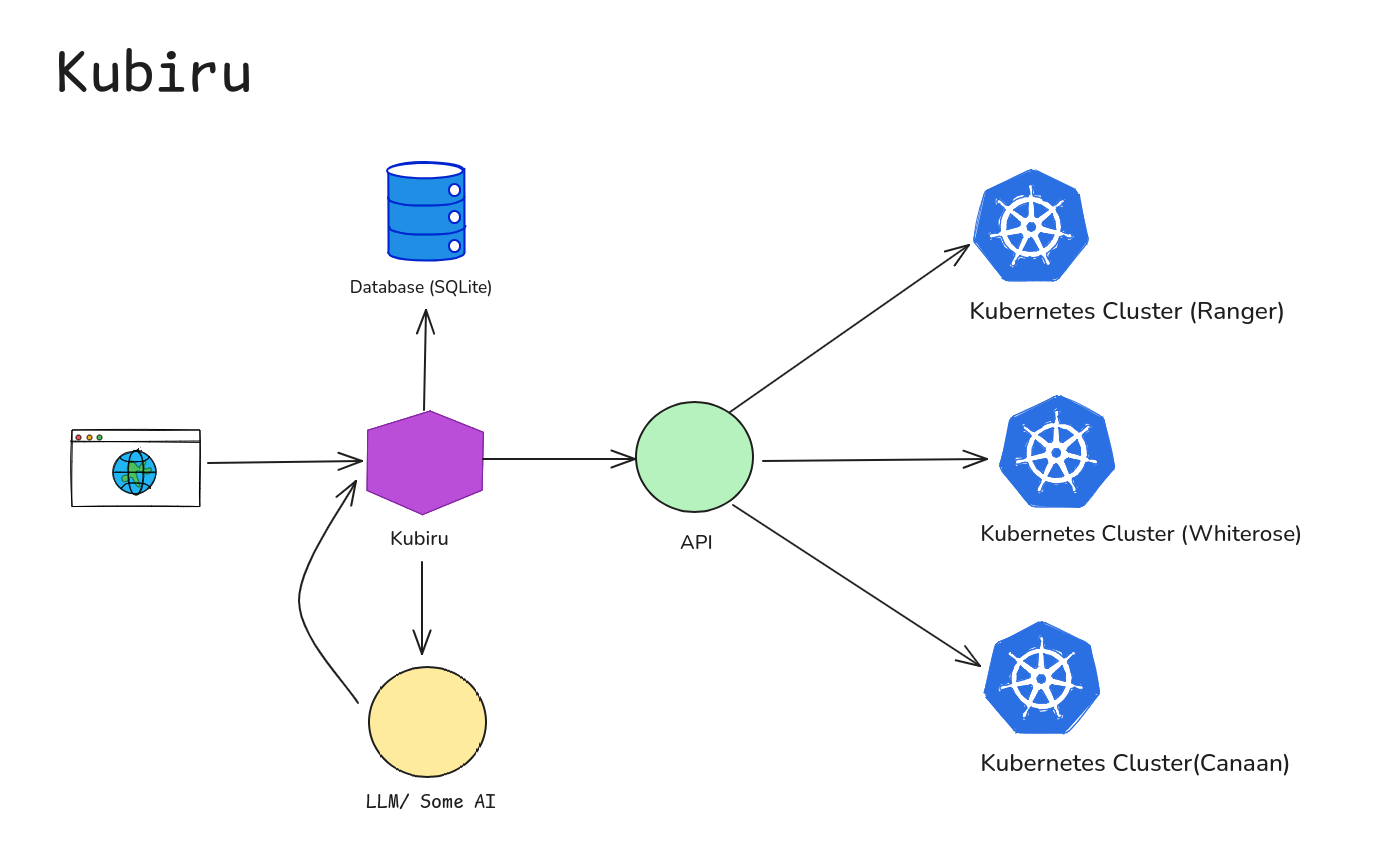 Kubiru
Database (SQLite)
Kubernetes Cluster (Ranger)
Kubiru
API
Kubernetes Cluster (Whiterose)
LLM/ Some AI
Kubernetes Cluster(Canaan)